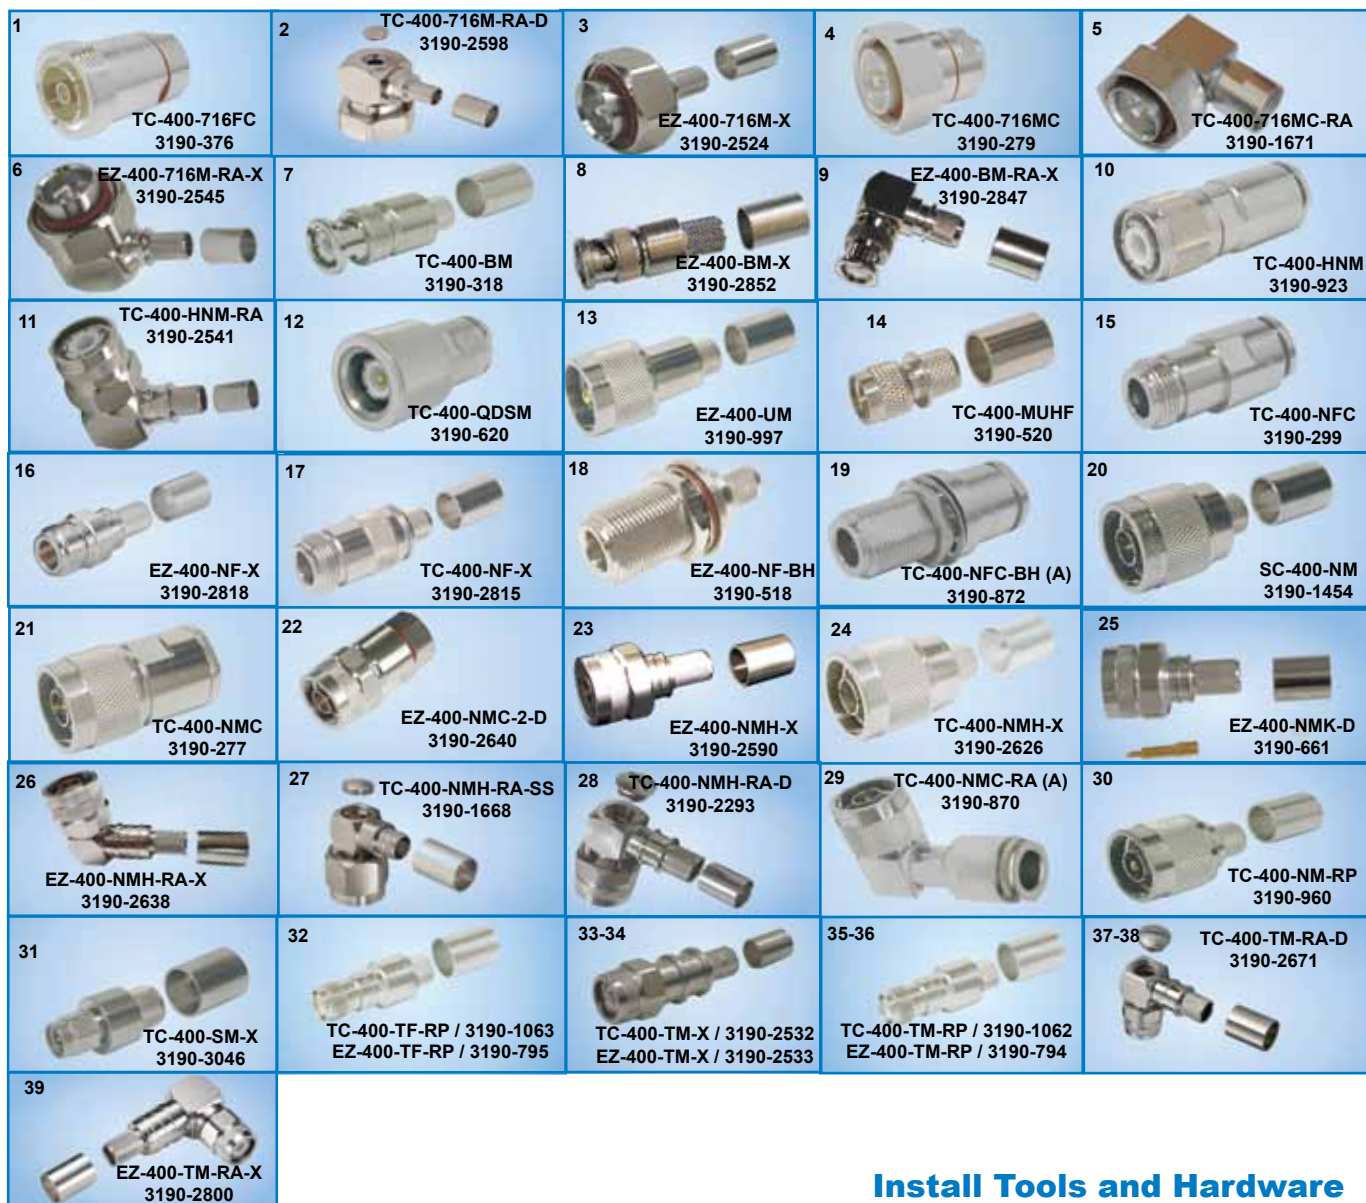 1
TC-400-716FC
3190-376
2
TC-400-716M-RA-D
3190-2598
3
EZ-400-716M-X
3190-2524
4
TC-400-716MC
3190-279
5
TC-400-716MC-RA
3190-1671
6
EZ-400-716M-RA-X
3190-2545
7
TC-400-BM
3190-318
8
EZ-400-BM-X
3190-2852
9
EZ-400-BM-RA-X
3190-2847
10
TC-400-HNM
3190-923
11
TC-400-HNM-RA
3190-2541
12
TC-400-QDSM
3190-620
13
EZ-400-UM
3190-997
14
TC-400-MUHF
3190-520
15
TC-400-NFC
3190-299
16
EZ-400-NF-X
3190-2818
17
TC-400-NF-X
3190-2815
18
EZ-400-NF-BH
3190-518
19
TC-400-NFC-BH (A)
3190-872
20
SC-400-NM
3190-1454
21
TC-400-NMC
3190-277
22
EZ-400-NMC-2-D
3190-2640
23
EZ-400-NMH-X
3190-2590
24
TC-400-NMH-X
3190-2626
25
EZ-400-NMK-D
3190-661
26
EZ-400-NMH-RA-X
3190-2638
27
TC-400-NMH-RA-SS
3190-1668
28
TC-400-NMH-RA-D
3190-2293
29
TC-400-NMC-RA (A)
3190-870
30
TC-400-NM-RP
3190-960
31
TC-400-SM-X
3190-3046
32
TC-400-TF-RP / 3190-1063
EZ-400-TF-RP / 3190-795
33-34
TC-400-TM-X / 3190-2532
EZ-400-TM-X / 3190-2533
35-36
TC-400-TM-RP / 3190-1062
EZ-400-TM-RP / 3190-794
37-38
TC-400-TM-RA-D
3190-2671
39
EZ-400-TM-RA-X
3190-2800
Install Tools and Hardware